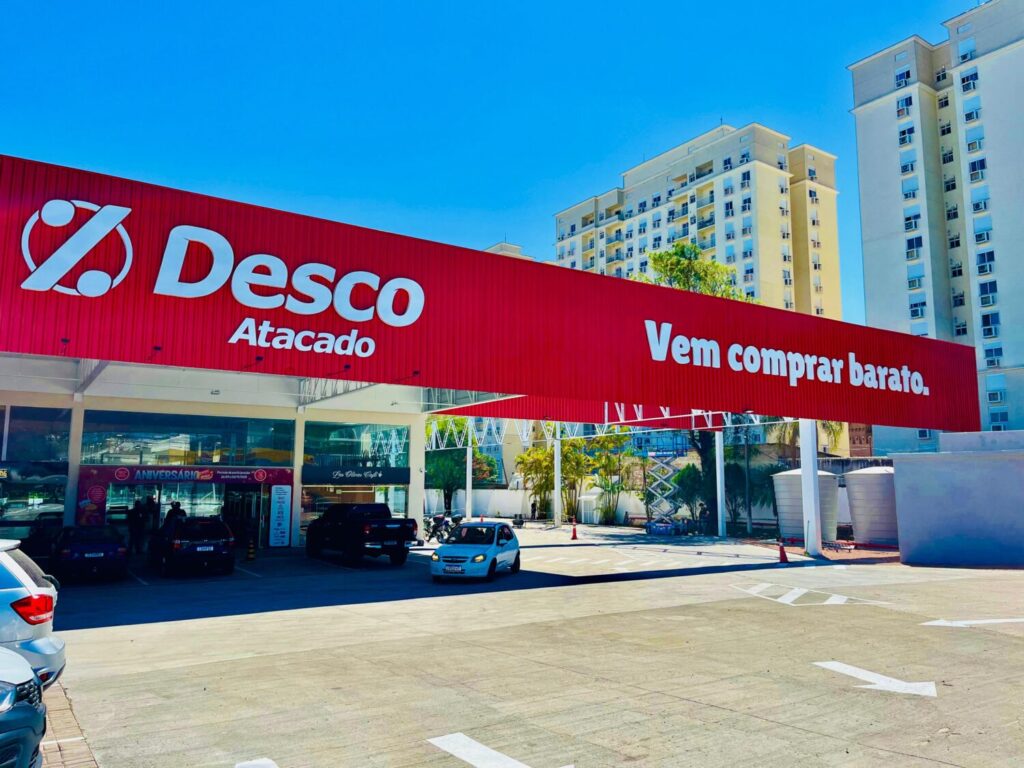 Desco
Atacado
Vem comprar barato.
ANIVERSÁRIO